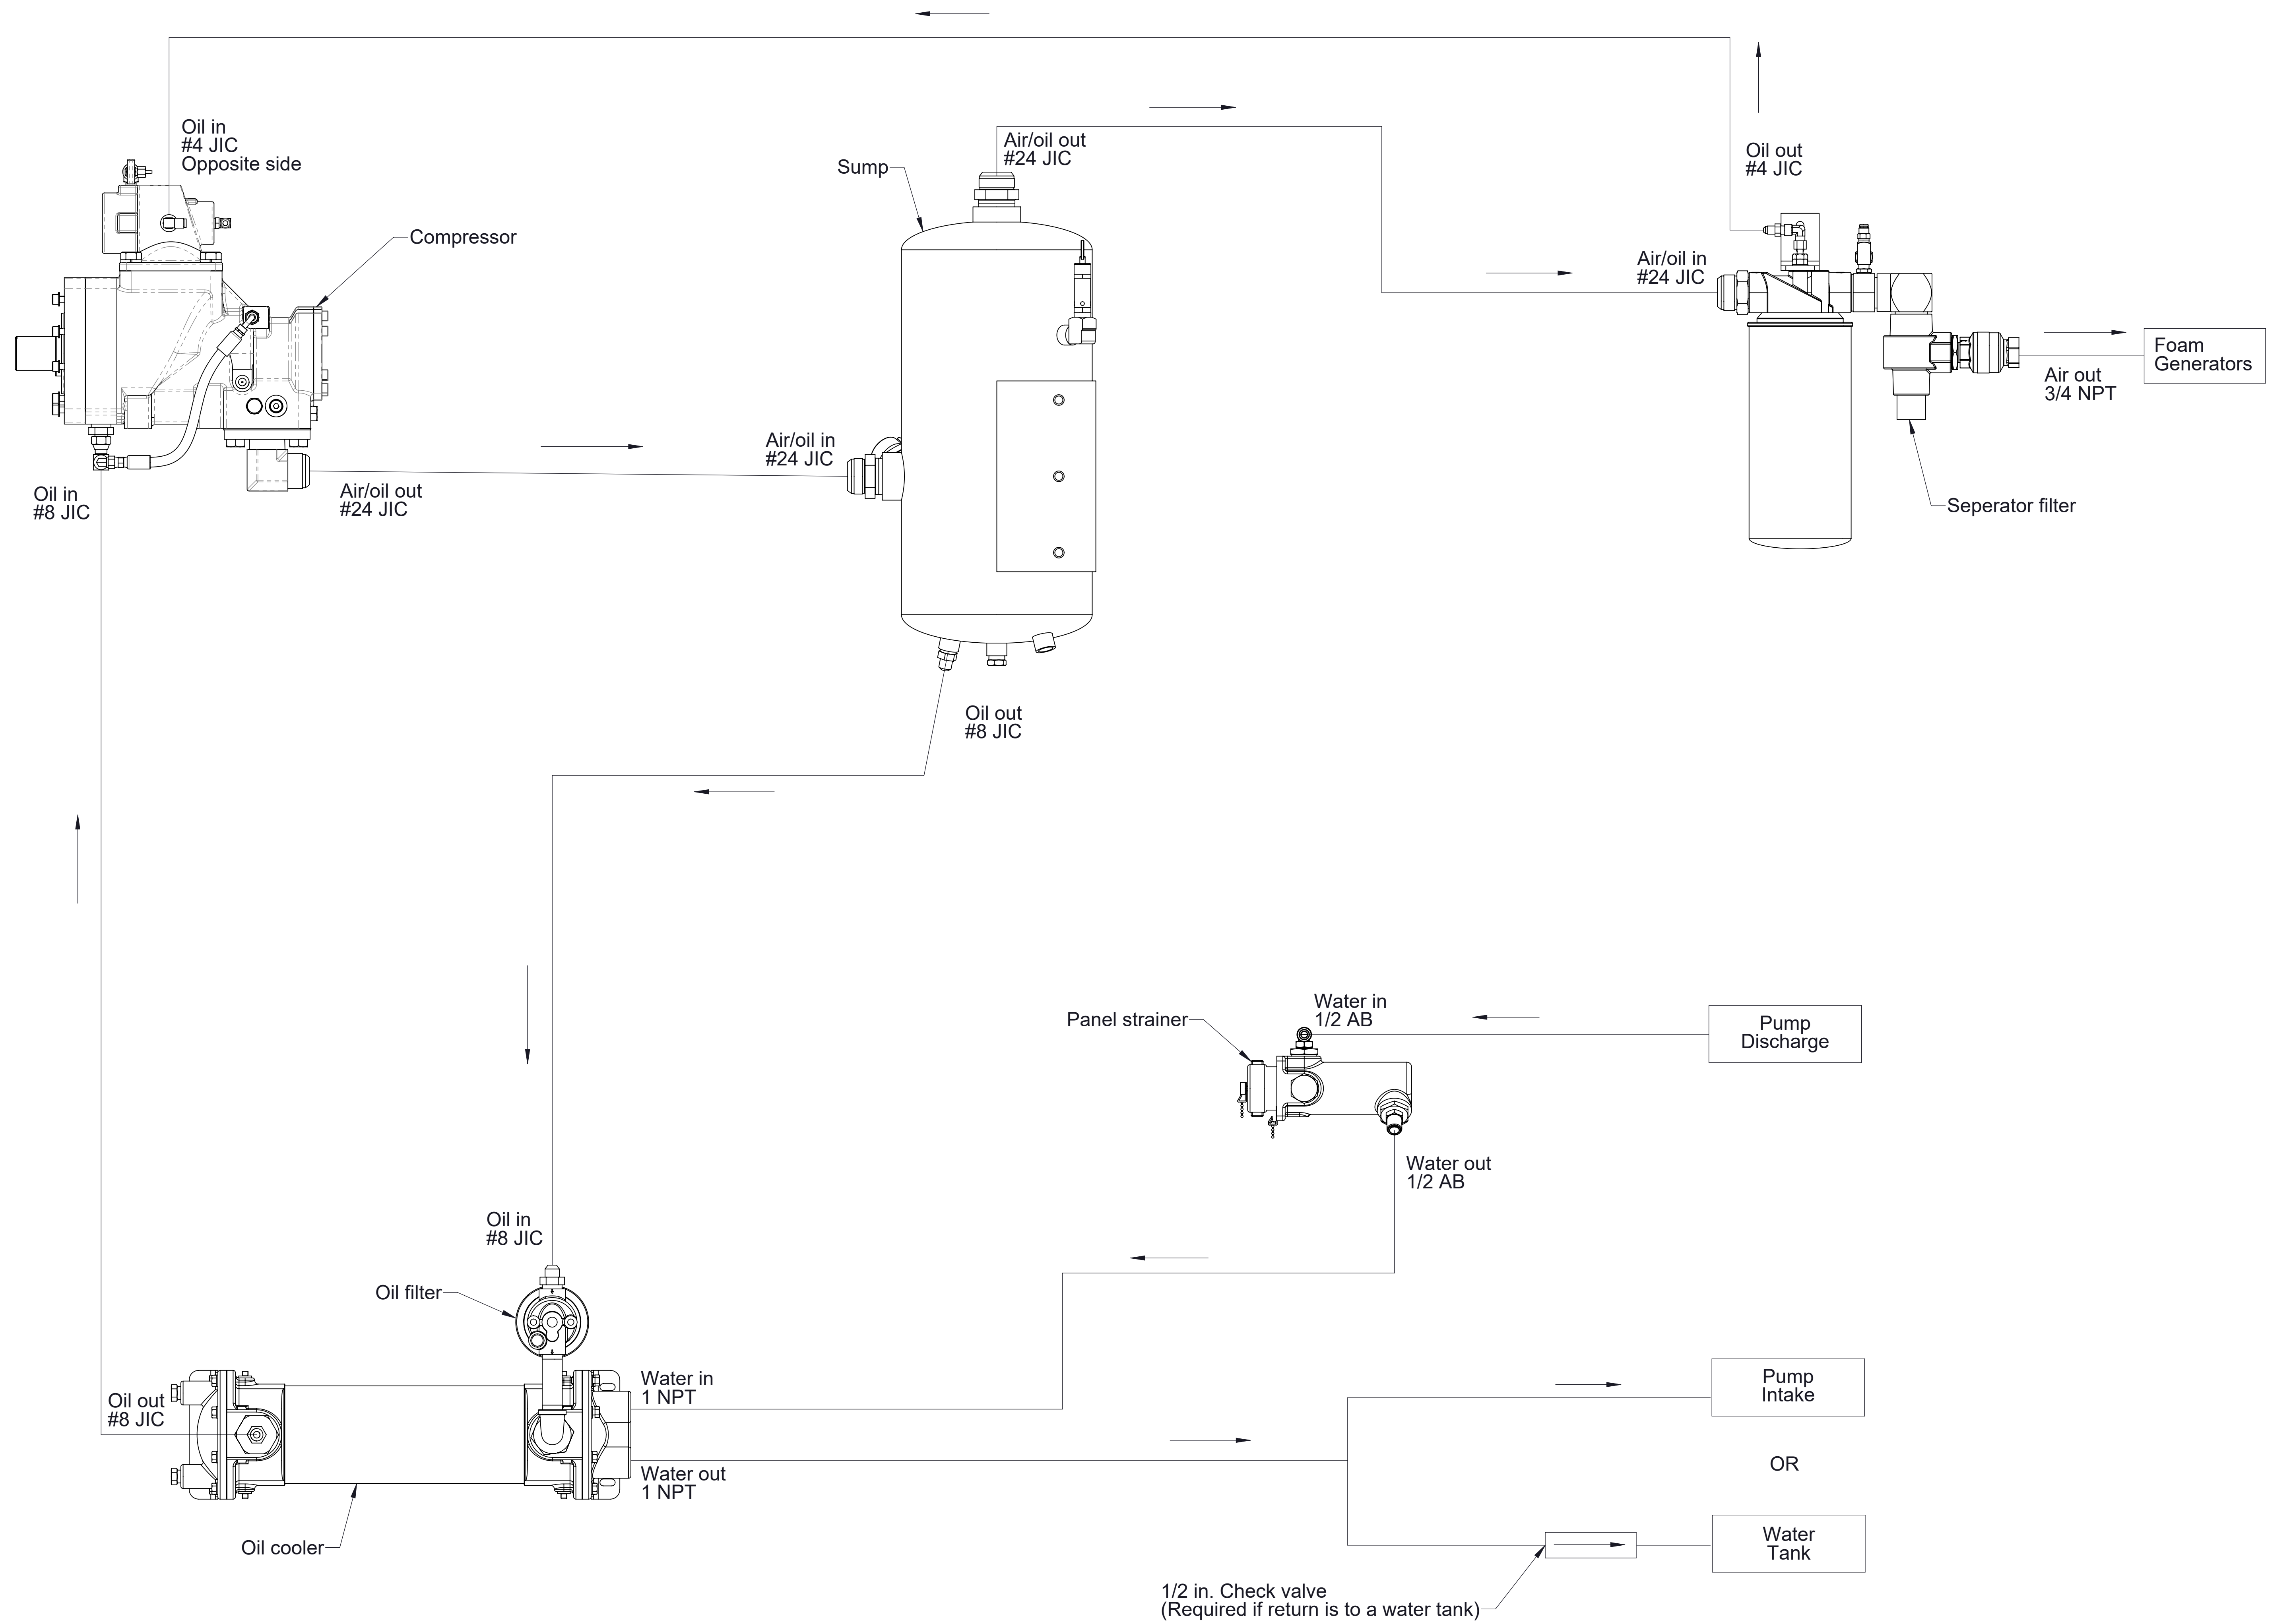 Oil in
#4 JIC
Opposite side
Compressor
Oil in
#8 JIC
Air/oil out
#24 JIC
Sump
Air/oil out
#24 JIC
Air/oil in
#24 JIC
Oil out
#8 JIC
Oil out
#4 JIC
Air/oil in
#24 JIC
Air out
3/4 NPT
Foam
Generators
Seperator filter
Panel strainer
Water in
1/2 AB
Pump
Discharge
Water out
1/2 AB
Oil in
#8 JIC
Oil filter
Oil out
#8 JIC
Water in
1 NPT
Water out
1 NPT
Oil cooler
Pump
Intake
OR
Water
Tank
1/2 in. Check valve
(Required if return is to a water tank)